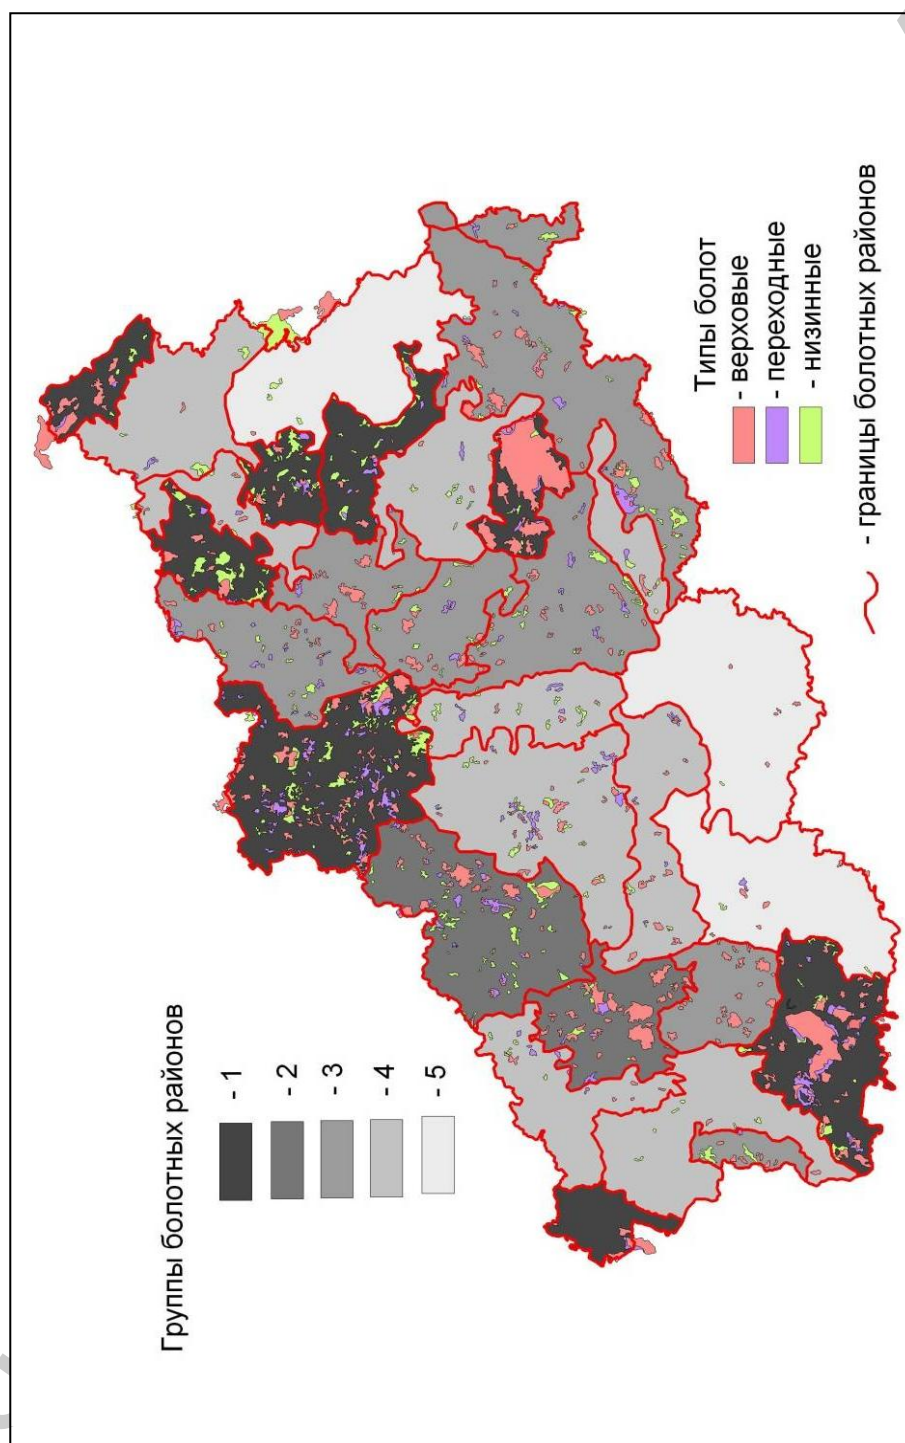 Группы болотных районов
- 1
- 2
- 3
- 4
- 5
Типы болот
- верховые
- переходные
- низинные
- границы болотных районов